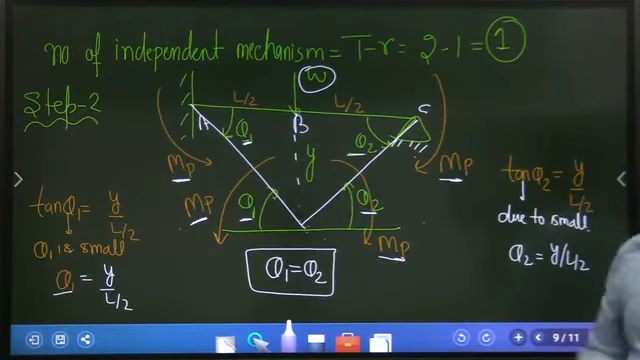 no of independent mechanism = T-r = 2-1 = 1
Step-2
W
L/2 L/2
A B C
θ1 θ2
y
Mp Mp
Mp Mp
θ1 θ2
θ1 = θ2
tanθ1 = y/L/2
θ1 is small
θ1 = y/L/2
tanθ2 = y/L/2
due to small
θ2 = y/L/2
9/11